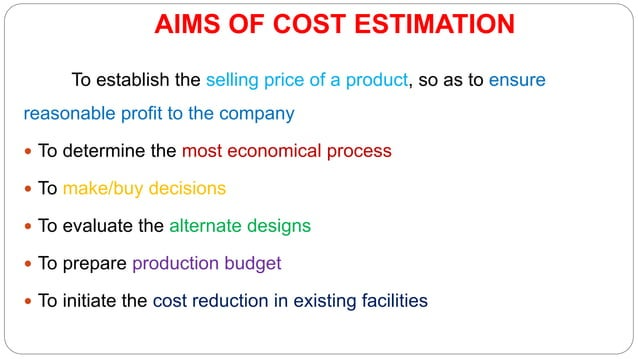 AIMS OF COST ESTIMATION
To establish the selling price of a product, so as to ensure
reasonable profit to the company
• To determine the most economical process
• To make/buy decisions
• To evaluate the alternate designs
• To prepare production budget
• To initiate the cost reduction in existing facilities